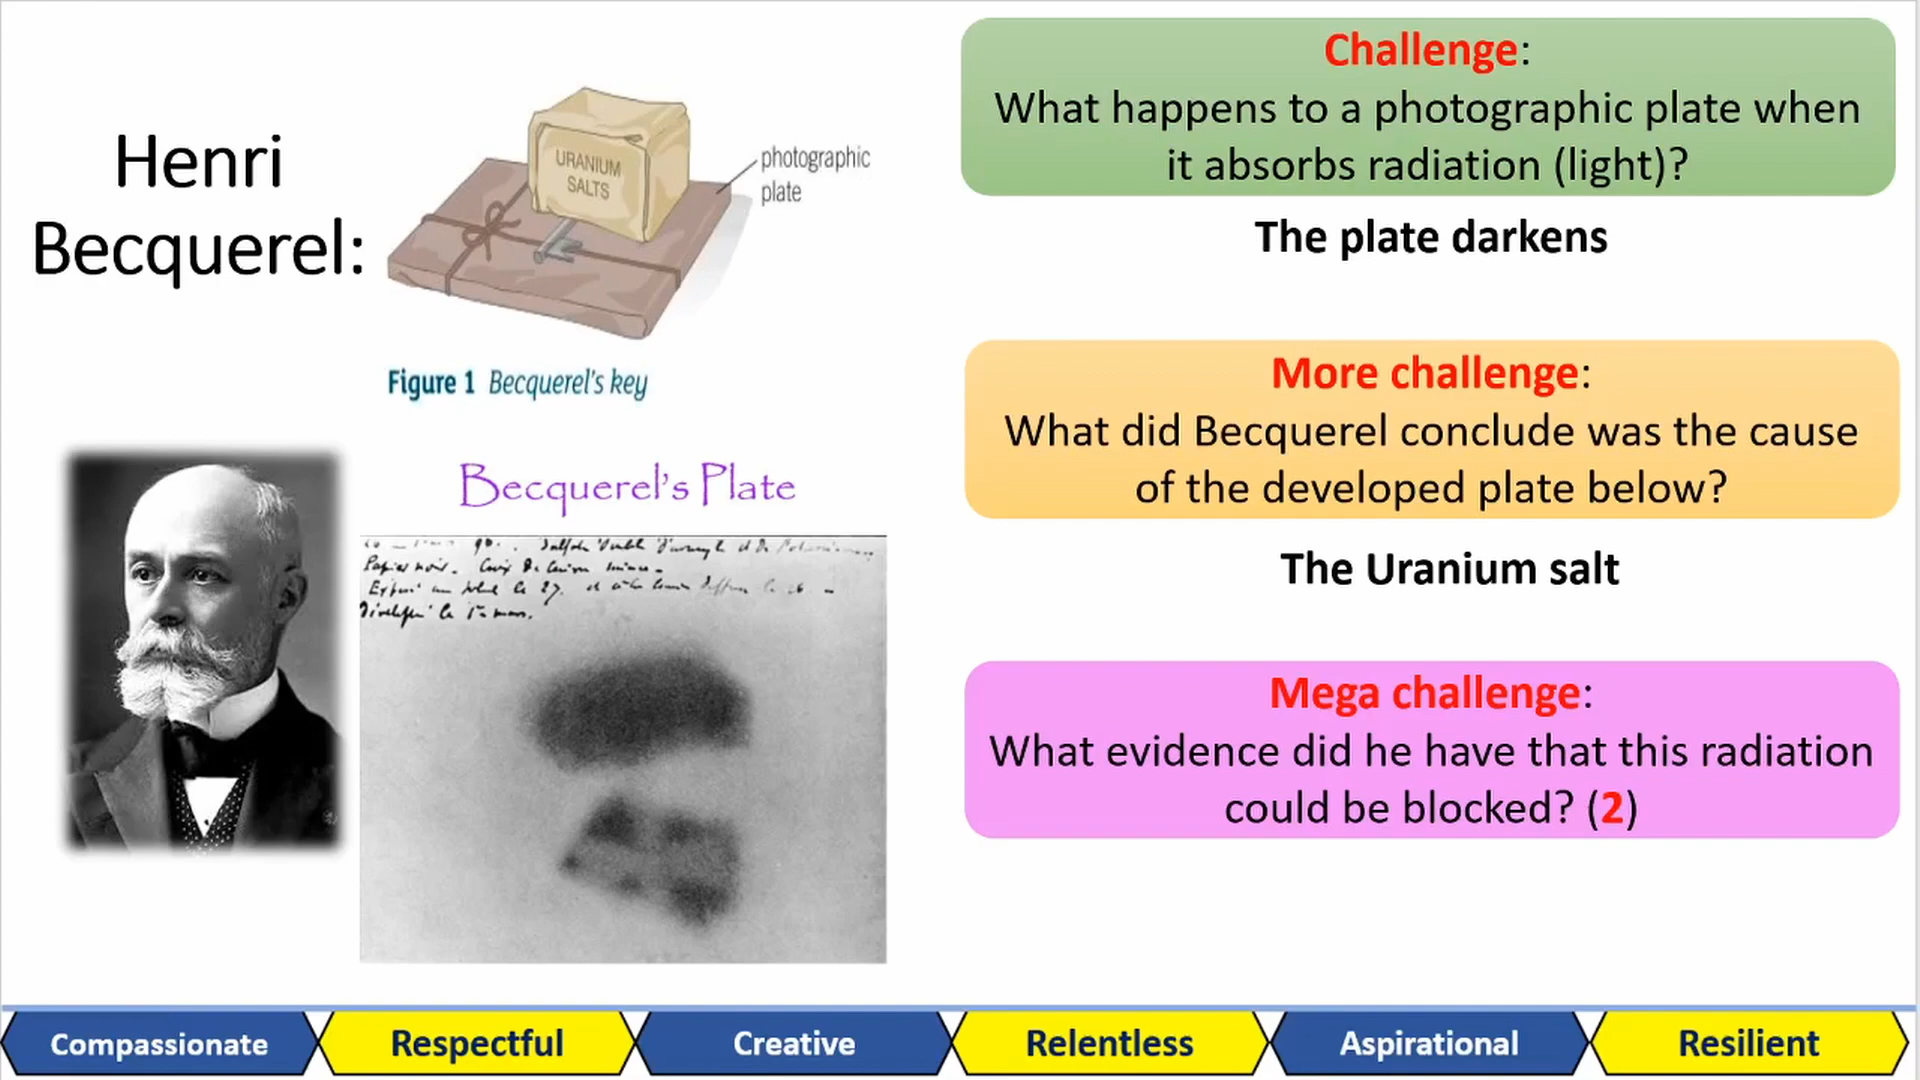 Henri
Becquerel:
URANIUM
SALTS
photographic
plate
Figure 1 Becquerel's key
Becquerel's Plate
Papier noir.
Challenge:
What happens to a photographic plate when
it absorbs radiation (light)?
The plate darkens
More challenge:
What did Becquerel conclude was the cause
of the developed plate below?
The Uranium salt
Mega challenge:
What evidence did he have that this radiation
could be blocked? (2)
Compassionate
Respectful
Creative
Relentless
Aspirational
Resilient